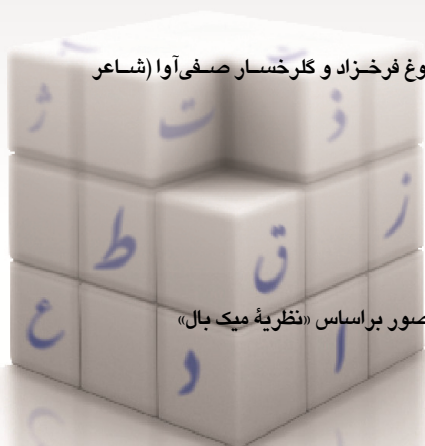 وغ فرخزاد و گلرخسار صفی‌آوا (شاعر
ذ ت ژ
ز ق ط
صور براساس «نظریهٔ میک بال»
ا د ع